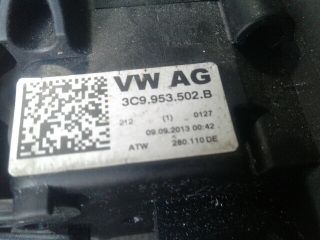 VW AG
3C9.953.502.B
212 (1) 0127
09.09.2013 00:42
ATW 280.110 DE